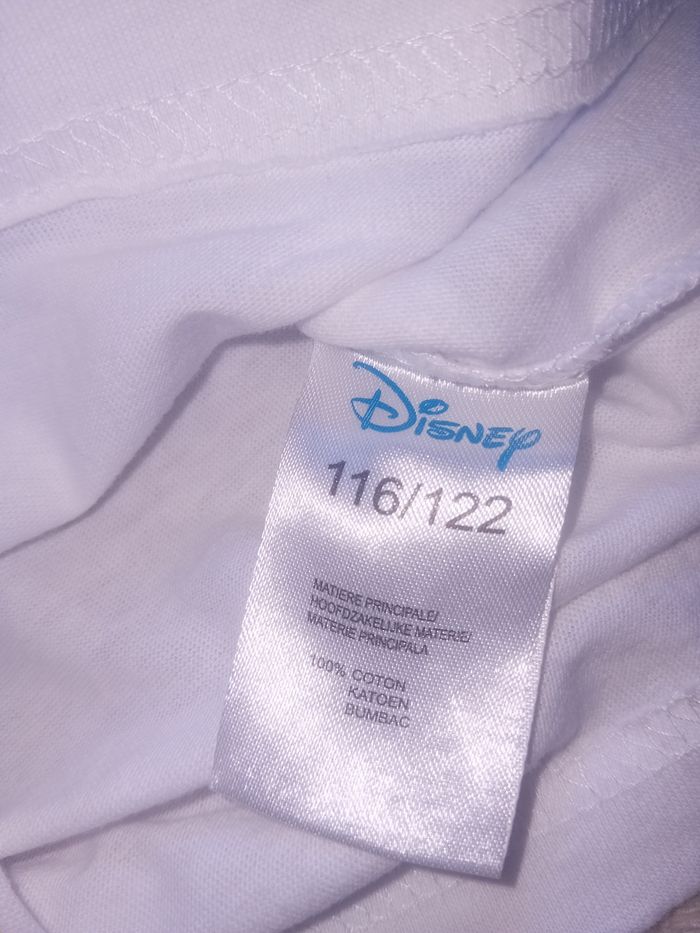 Disney
116/122
MATIERE PRINCIPALE/
HOOFDZAKELIJKE MATERIE/
MATERIE PRINCIPALA
100% COTON
KATOEN
BUMBAC